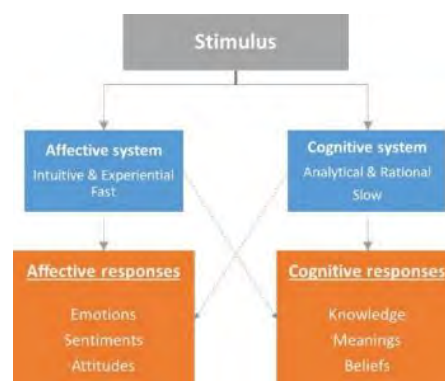 Stimulus
Affective system
Intuitive & Experiential
Fast
Cognitive system
Analytical & Rational
Slow
Affective responses
Emotions
Sentiments
Attitudes
Cognitive responses
Knowledge
Meanings
Beliefs